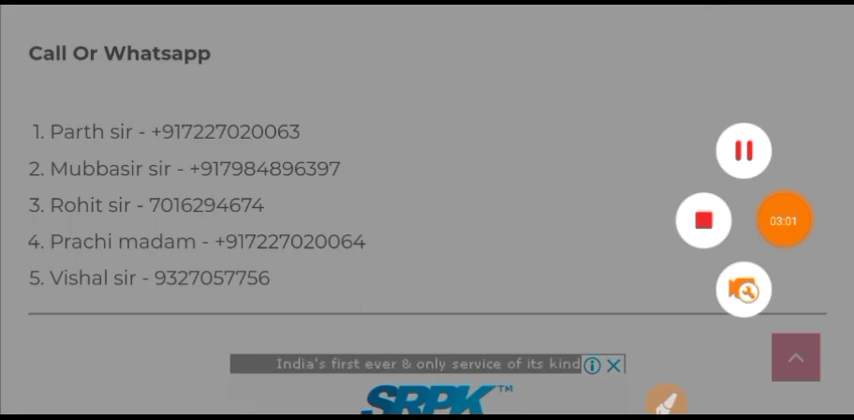 Call Or Whatsapp
1. Parth sir - +917227020063
2. Mubbasir sir - +917984896397
3. Rohit sir - 7016294674
4. Prachi madam - +917227020064
5. Vishal sir - 9327057756
03:01
India's first ever & only service of its kind
SRPK™